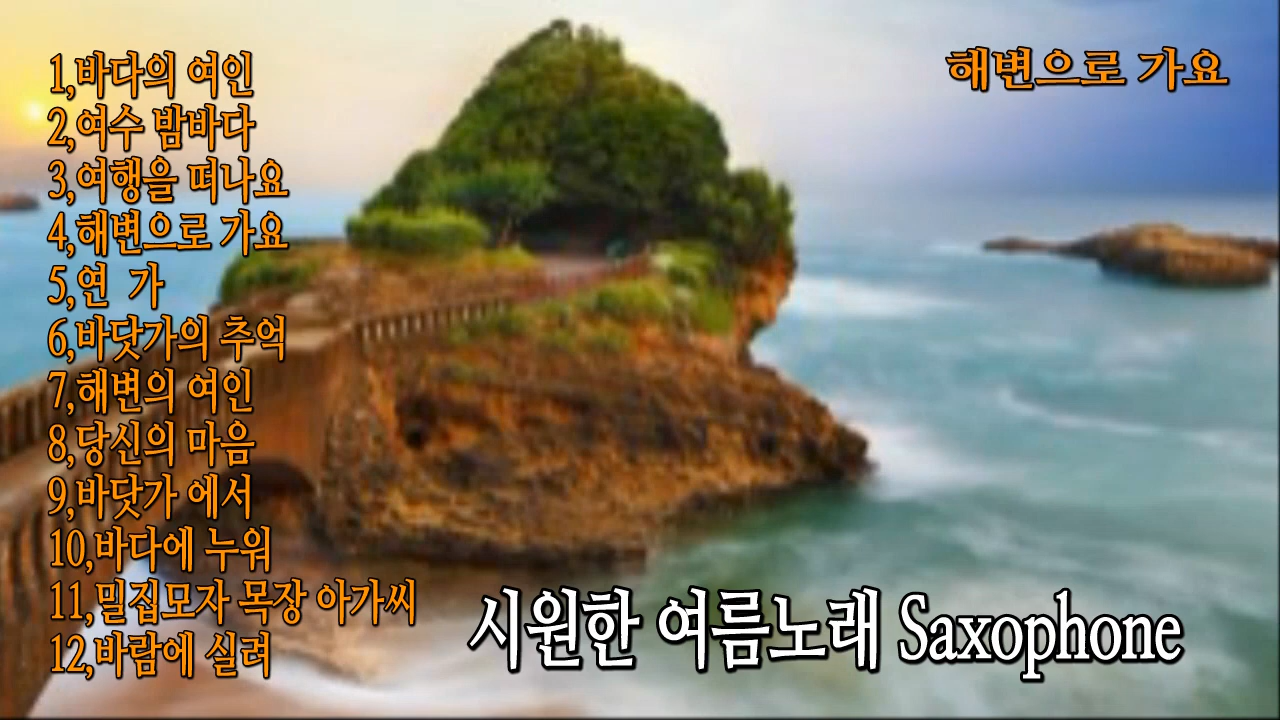 해변으로 가요
1,바다의 여인
2,여수 밤바다
3,여행을 떠나요
4,해변으로 가요
5,연 가
6,바닷가의 추억
7,해변의 여인
8,당신의 마음
9,바닷가 에서
10,바다에 누워
11,밀집모자 목장 아가씨
12,바람에 실려
시원한 여름노래 Saxophone